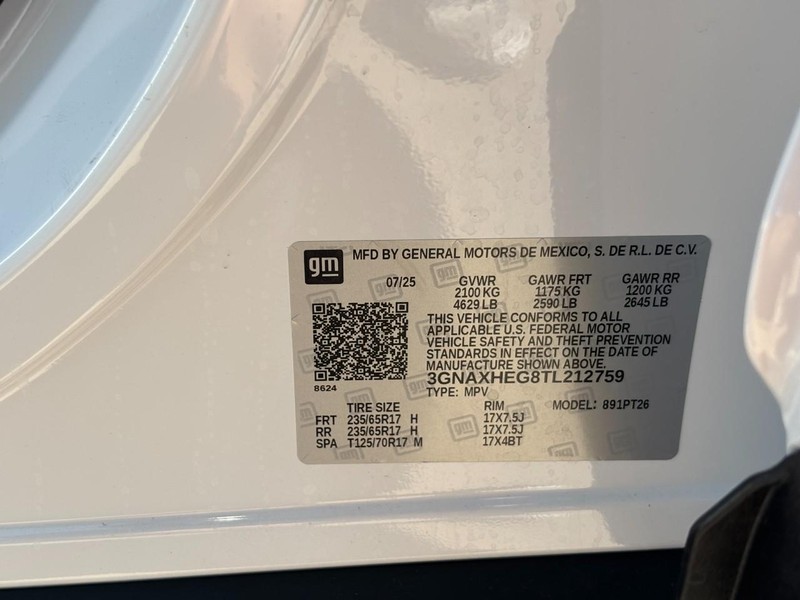 gm MFD BY GENERAL MOTORS DE MEXICO, S. DE R.L. DE C.V.
07/25 GVWR GAWR FRT GAWR RR
2100 KG 1175 KG 1200 KG
4629 LB 2590 LB 2645 LB
THIS VEHICLE CONFORMS TO ALL
APPLICABLE U.S. FEDERAL MOTOR
VEHICLE SAFETY AND THEFT PREVENTION
STANDARDS IN EFFECT ON THE DATE OF
MANUFACTURE SHOWN ABOVE.
8624
3GNAXHEG8TL212759
TYPE: MPV
TIRE SIZE RIM MODEL: 891PT26
FRT 235/65R17 H 17X7.5J
RR 235/65R17 H 17X7.5J
SPA T125/70R17 M 17X4BT